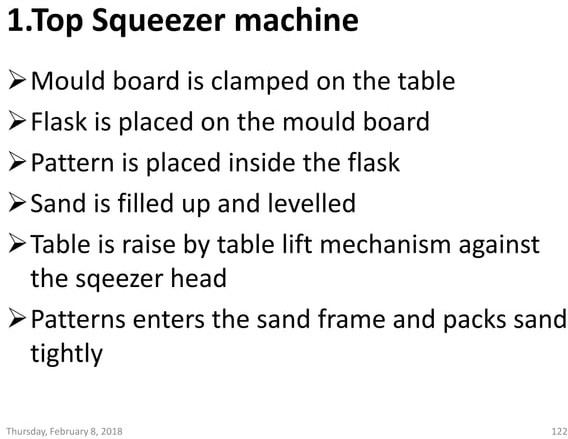 1.Top Squeezer machine
➢Mould board is clamped on the table
➢Flask is placed on the mould board
➢Pattern is placed inside the flask
➢Sand is filled up and levelled
➢Table is raise by table lift mechanism against
the sqeezer head
➢Patterns enters the sand frame and packs sand
tightly
Thursday, February 8, 2018 122